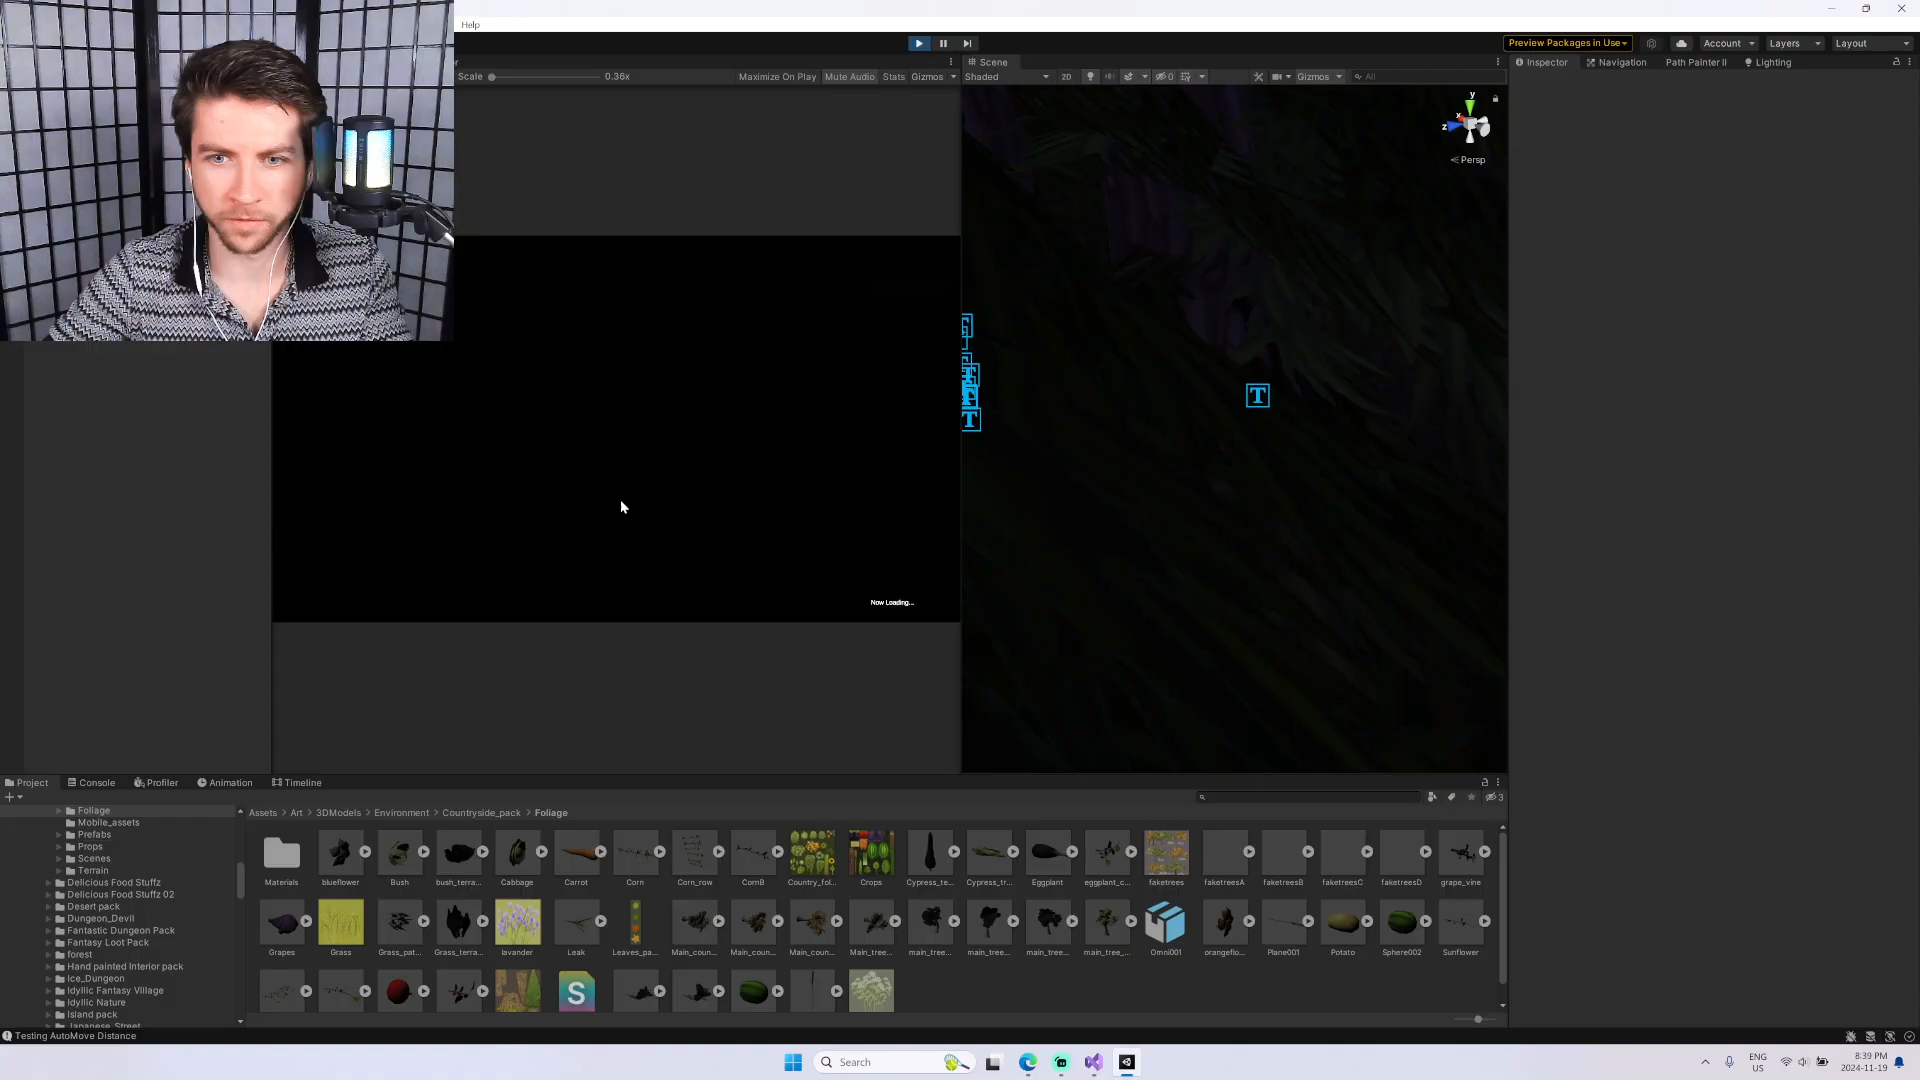 Help
Preview Packages in Use
Account
Layers
Layout
Scale
0.36x
Maximize On Play
Mute Audio
Stats
Gizmos
Scene
Shaded
2D
0
Gizmos
All
Inspector
Navigation
Path Painter II
Lighting
y
x
z
Persp
T
T
T
T
Now Loading...
Project
Console
Profiler
Animation
Timeline
3
Foliage
Mobile_assets
Prefabs
Props
Scenes
Terrain
Delicious Food Stuffz
Delicious Food Stuffz 02
Desert pack
Dungeon_Devil
Fantastic Dungeon Pack
Fantasy Loot Pack
forest
Hand painted Interior pack
Ice_Dungeon
Idyllic Fantasy Village
Idyllic Nature
Island pack
Japanese_Street
Assets > Art > 3DModels > Environment > Countryside_pack > Foliage
Materials blueflower Bush bush_terra... Cabbage Carrot Corn Corn_row CornB Country_fol... Crops Cypress_te... Cypress_tr... Eggplant eggplant_c... faketrees faketreesA faketreesB faketreesC faketreesD grape_vine
Grapes Grass Grass_pat... Grass_terra... lavander Leak Leaves_pa... Main_coun... Main_coun... Main_coun... Main_tree... main_tree... main_tree... main_tree... main_tree_... Omni001 orangeflo... Plane001 Potato Sphere002 Sunflower
S
Testing AutoMove Distance
Search
ENG
US
8:39 PM
2024-11-19